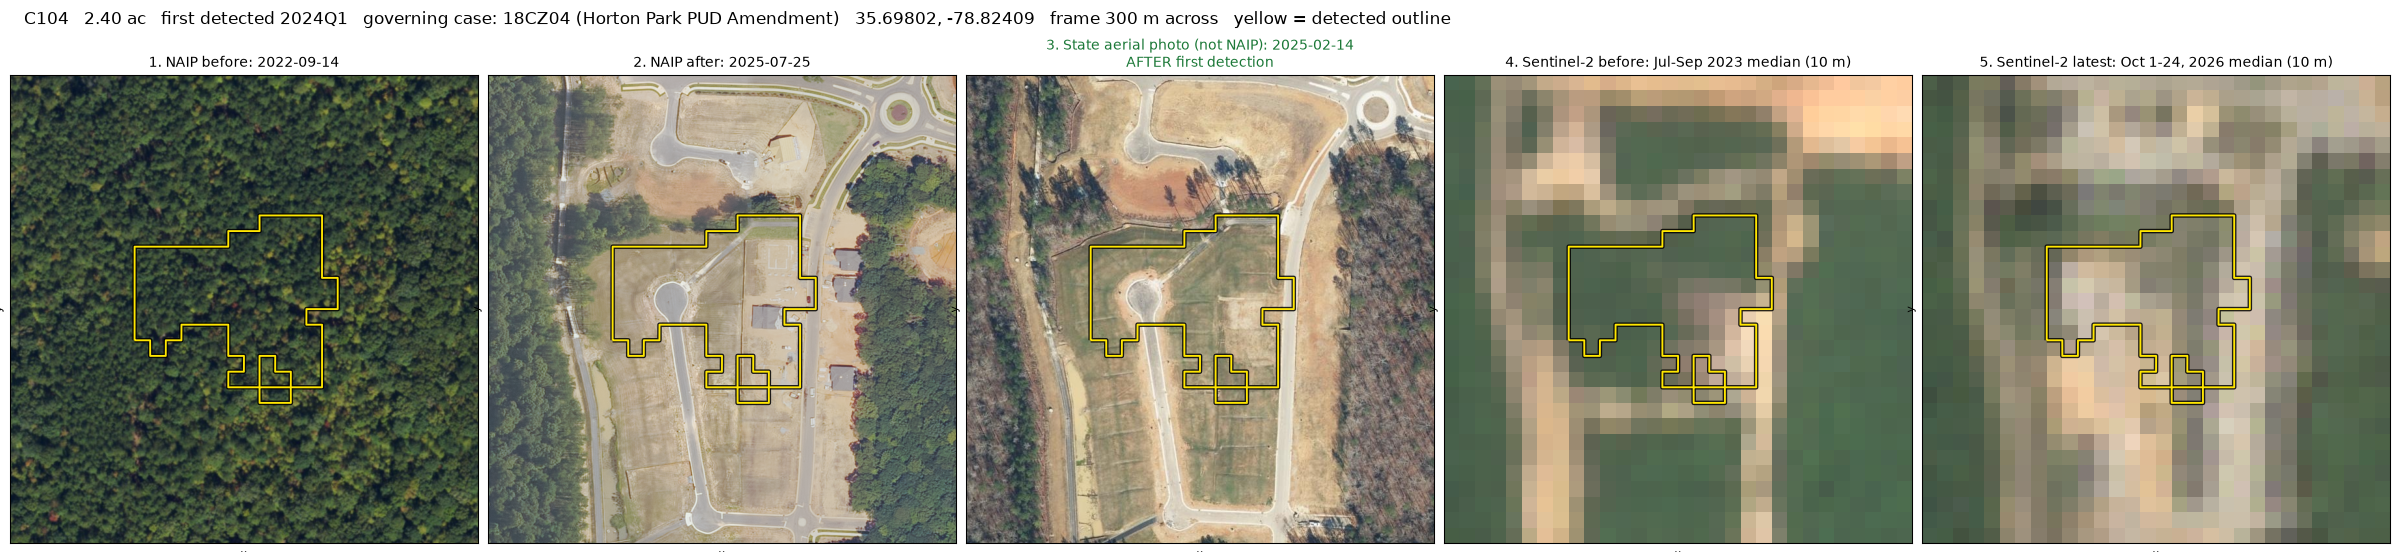 C104 2.40 ac first detected 2024Q1 governing case: 18CZ04 (Horton Park PUD Amendment) 35.69802, -78.82409 frame 300 m across yellow = detected outline
1. NAIP before: 2022-09-14
2. NAIP after: 2025-07-25
3. State aerial photo (not NAIP): 2025-02-14
AFTER first detection
4. Sentinel-2 before: Jul-Sep 2023 median (10 m)
5. Sentinel-2 latest: Oct 1-24, 2026 median (10 m)